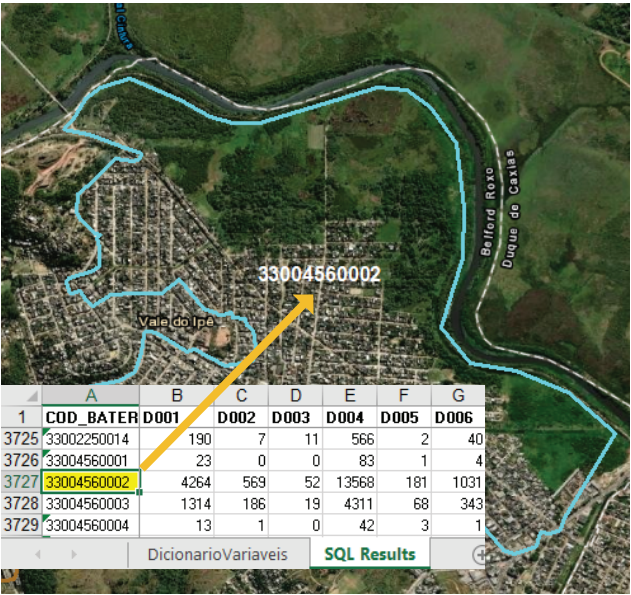 al Cintura
Belford Roxo
Duque de Caxias
33004560002
Vale do Ipê
A B C D E F G
1 COD_BATER D001 D002 D003 D004 D005 D006
3725 33002250014 190 7 11 566 2 40
3726 33004560001 23 0 0 83 1 4
3727 33004560002 4264 569 52 13568 181 1031
3728 33004560003 1314 186 19 4311 68 343
3729 33004560004 13 1 0 42 3 1
DicionarioVariaveis SQL Results